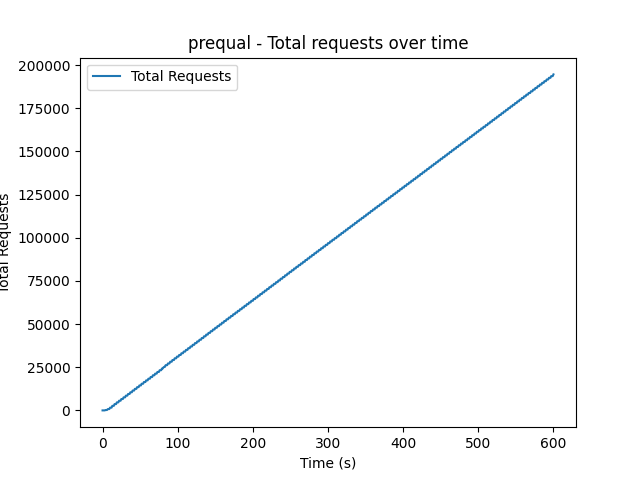 prequal - Total requests over time
Total Requests
200000
175000
150000
125000
100000
75000
50000
25000
0
Total Requests
0 100 200 300 400 500 600
Time (s)